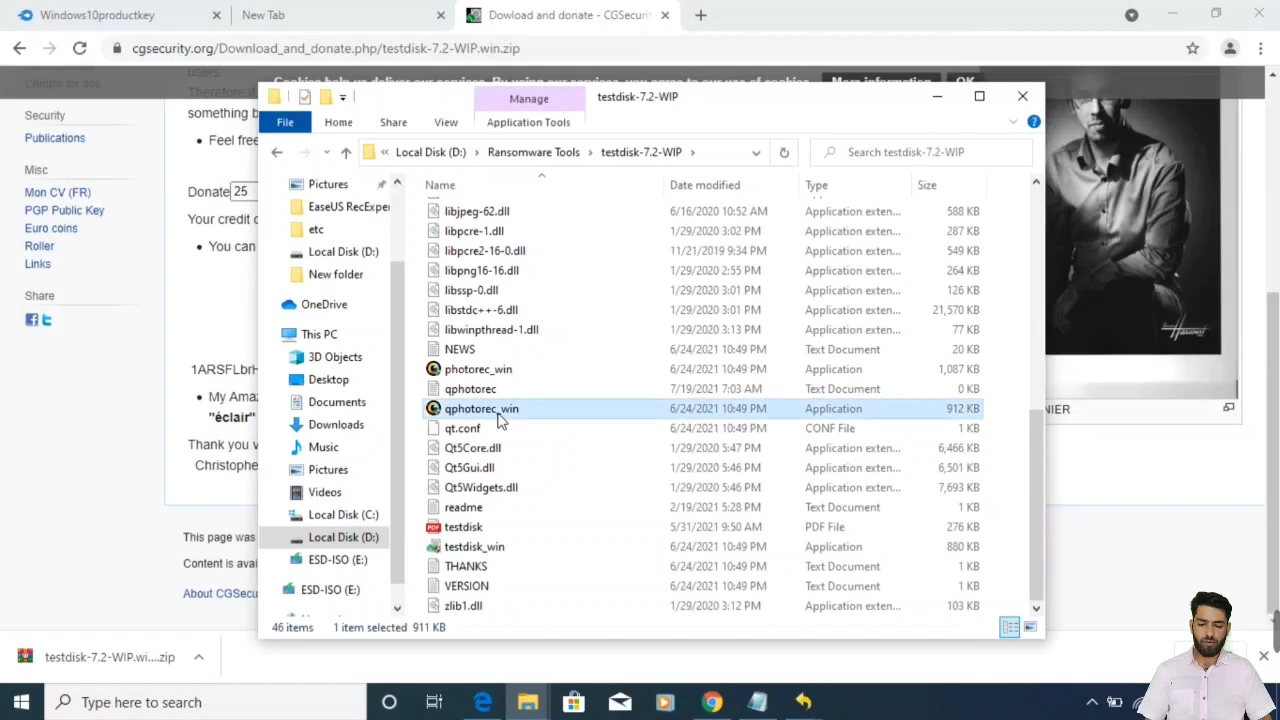 Windows10productkey
New Tab
Dowload and donate - CGSecuri
cgsecurity.org/Download_and_donate.php/testdisk-7.2-WIP.win.zip
users
Security
Publications
Misc
Mon CV (FR)
PGP Public Key
Euro coins
Roller
Links
Share
Therefore it
something b
Feel free
Donate 25
Your credit c
You can
1ARSFLbrH
My Amaz
"éclair"
Thank you v
Christophe
This page was
Content is avai
About CGSecu
More information
OK
NIER
Manage
testdisk-7.2-WIP
File
Home
Share
View
Application Tools
« Local Disk (D:) > Ransomware Tools > testdisk-7.2-WIP >
Search testdisk-7.2-WIP
Pictures
EaseUS RecExper
etc
Local Disk (D:)
New folder
OneDrive
This PC
3D Objects
Desktop
Documents
Downloads
Music
Pictures
Videos
Local Disk (C:)
Local Disk (D:)
ESD-ISO (E:)
ESD-ISO (E:)
Name Date modified Type Size
libjpeg-62.dll 6/16/2020 10:52 AM Application exten... 588 KB
libpcre-1.dll 1/29/2020 3:02 PM Application exten... 287 KB
libpcre2-16-0.dll 11/21/2019 9:34 PM Application exten... 549 KB
libpng16-16.dll 1/29/2020 2:55 PM Application exten... 264 KB
libssp-0.dll 1/29/2020 3:01 PM Application exten... 126 KB
libstdc++-6.dll 1/29/2020 3:01 PM Application exten... 21,570 KB
libwinpthread-1.dll 1/29/2020 3:13 PM Application exten... 77 KB
NEWS 6/24/2021 10:49 PM Text Document 20 KB
photorec_win 6/24/2021 10:49 PM Application 1,087 KB
qphotorec 7/19/2021 7:03 AM Text Document 0 KB
qphotorec_win 6/24/2021 10:49 PM Application 912 KB
qt.conf 6/24/2021 10:49 PM CONF File 1 KB
Qt5Core.dll 1/29/2020 5:47 PM Application exten... 6,466 KB
Qt5Gui.dll 1/29/2020 5:46 PM Application exten... 6,501 KB
Qt5Widgets.dll 1/29/2020 5:46 PM Application exten... 7,693 KB
readme 2/19/2021 5:28 PM Text Document 1 KB
testdisk 5/31/2021 9:50 AM PDF File 276 KB
testdisk_win 6/24/2021 10:49 PM Application 880 KB
THANKS 6/24/2021 10:49 PM Text Document 1 KB
VERSION 6/24/2021 10:49 PM Text Document 1 KB
zlib1.dll 1/29/2020 3:12 PM Application exten... 103 KB
46 items 1 item selected 911 KB
testdisk-7.2-WIP.wi....zip
Type here to search